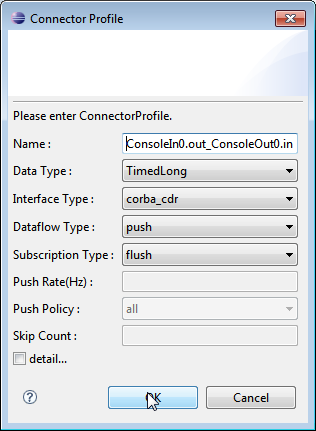 Connector Profile
Please enter ConnectorProfile.
Name : ConsoleIn0.out_ConsoleOut0.in
Data Type : TimedLong
Interface Type : corba_cdr
Dataflow Type : push
Subscription Type : flush
Push Rate(Hz) :
Push Policy : all
Skip Count :
detail...
? OK Cancel